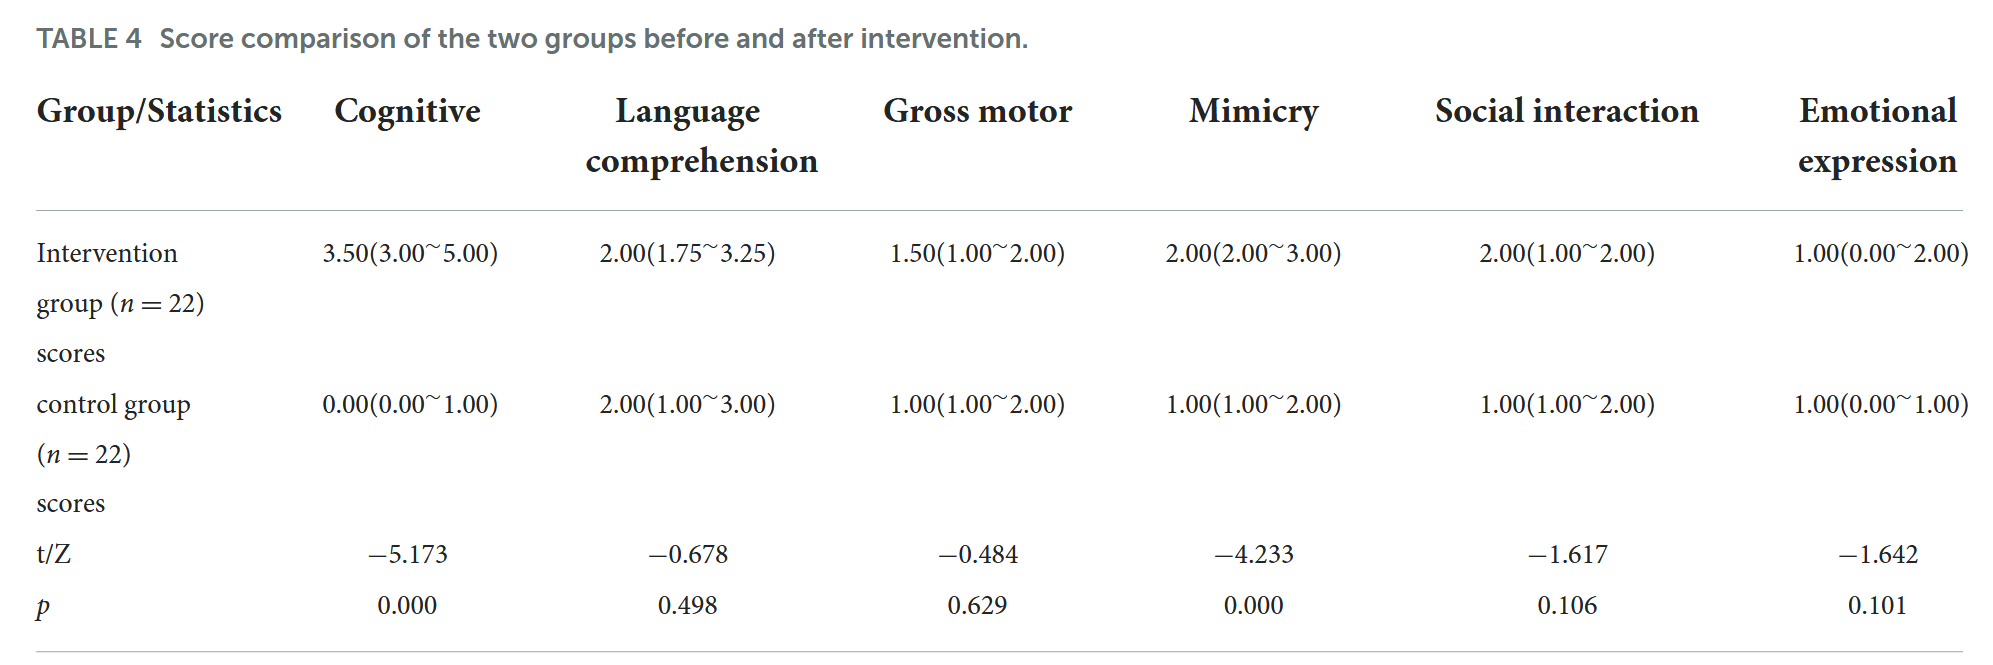 TABLE 4 Score comparison of the two groups before and after intervention.
Group/Statistics Cognitive Language comprehension Gross motor Mimicry Social interaction Emotional expression
Intervention group (n = 22) scores 3.50(3.00~5.00) 2.00(1.75~3.25) 1.50(1.00~2.00) 2.00(2.00~3.00) 2.00(1.00~2.00) 1.00(0.00~2.00)
control group (n = 22) scores 0.00(0.00~1.00) 2.00(1.00~3.00) 1.00(1.00~2.00) 1.00(1.00~2.00) 1.00(1.00~2.00) 1.00(0.00~1.00)
t/Z −5.173 −0.678 −0.484 −4.233 −1.617 −1.642
p 0.000 0.498 0.629 0.000 0.106 0.101